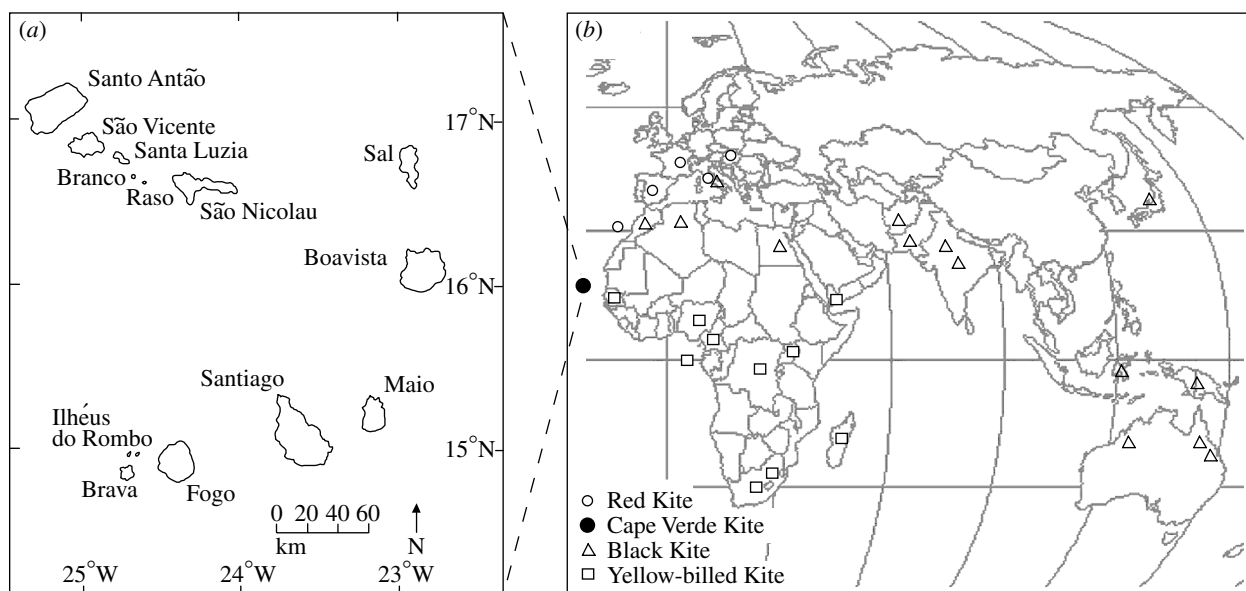 (a)
Santo Antão
São Vicente
Santa Luzia
Branco
Raso
São Nicolau
Sal
Boavista
Santiago
Maio
Ilhéus
do Rombo
Brava
Fogo
0 20 40 60
km
N
17°N
16°N
15°N
25°W
24°W
23°W
(b)
Red Kite
Cape Verde Kite
Black Kite
Yellow-billed Kite